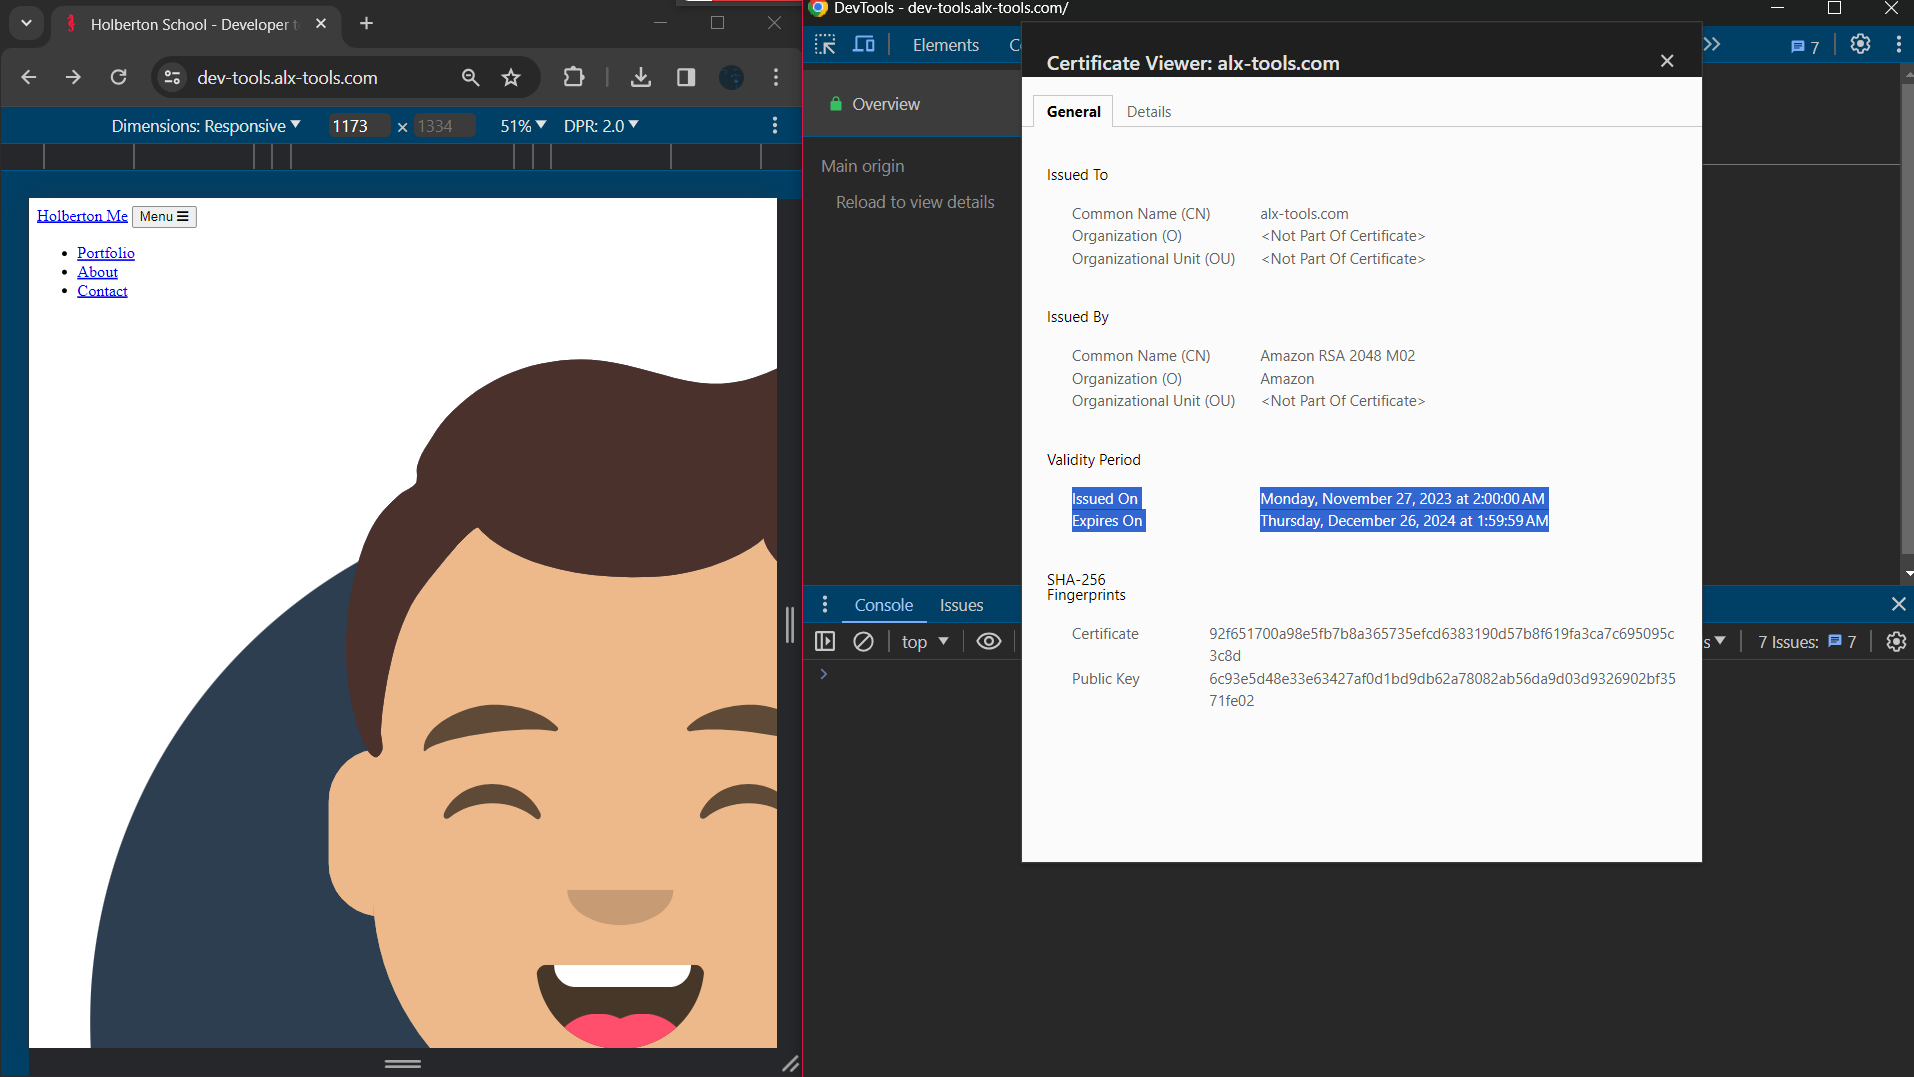 Holberton School - Developer t
dev-tools.alx-tools.com
Dimensions: Responsive 1173 × 1334 51% DPR: 2.0
Holberton Me Menu ☰
• Portfolio
• About
• Contact
DevTools - dev-tools.alx-tools.com/
Elements C 7
Overview
Main origin
Reload to view details
Certificate Viewer: alx-tools.com
General Details
Issued To
Common Name (CN) alx-tools.com
Organization (O) <Not Part Of Certificate>
Organizational Unit (OU) <Not Part Of Certificate>
Issued By
Common Name (CN) Amazon RSA 2048 M02
Organization (O) Amazon
Organizational Unit (OU) <Not Part Of Certificate>
Validity Period
Issued On Monday, November 27, 2023 at 2:00:00 AM
Expires On Thursday, December 26, 2024 at 1:59:59 AM
SHA-256
Fingerprints
Certificate 92f651700a98e5fb7b8a365735efcd6383190d57b8f619fa3ca7c695095c
3c8d
Public Key 6c93e5d48e33e63427af0d1bd9db62a78082ab56da9d03d9326902bf35
71fe02
Console Issues
top s 7 Issues: 7